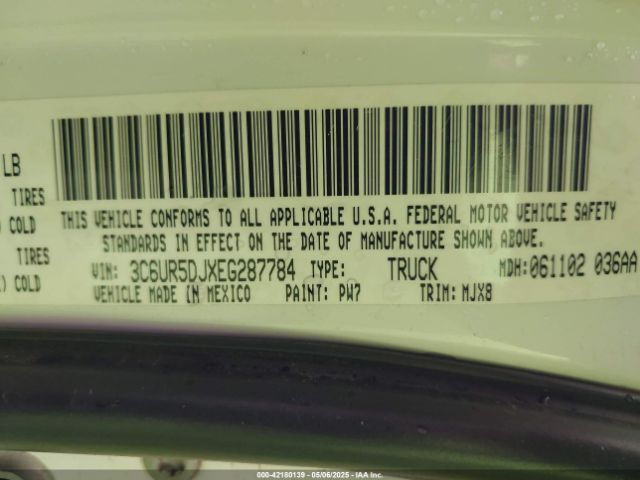 LB
TIRES
) COLD
THIS VEHICLE CONFORMS TO ALL APPLICABLE U.S.A. FEDERAL MOTOR VEHICLE SAFETY
STANDARDS IN EFFECT ON THE DATE OF MANUFACTURE SHOWN ABOVE.
TIRES
) COLD
VIN: 3C6UR5DJXEG287784 TYPE: TRUCK MDH:061102 036AA
VEHICLE MADE IN MEXICO PAINT: PW7 TRIM: MJX8
000-42180139 - 05/06/2025 - IAAI.COM